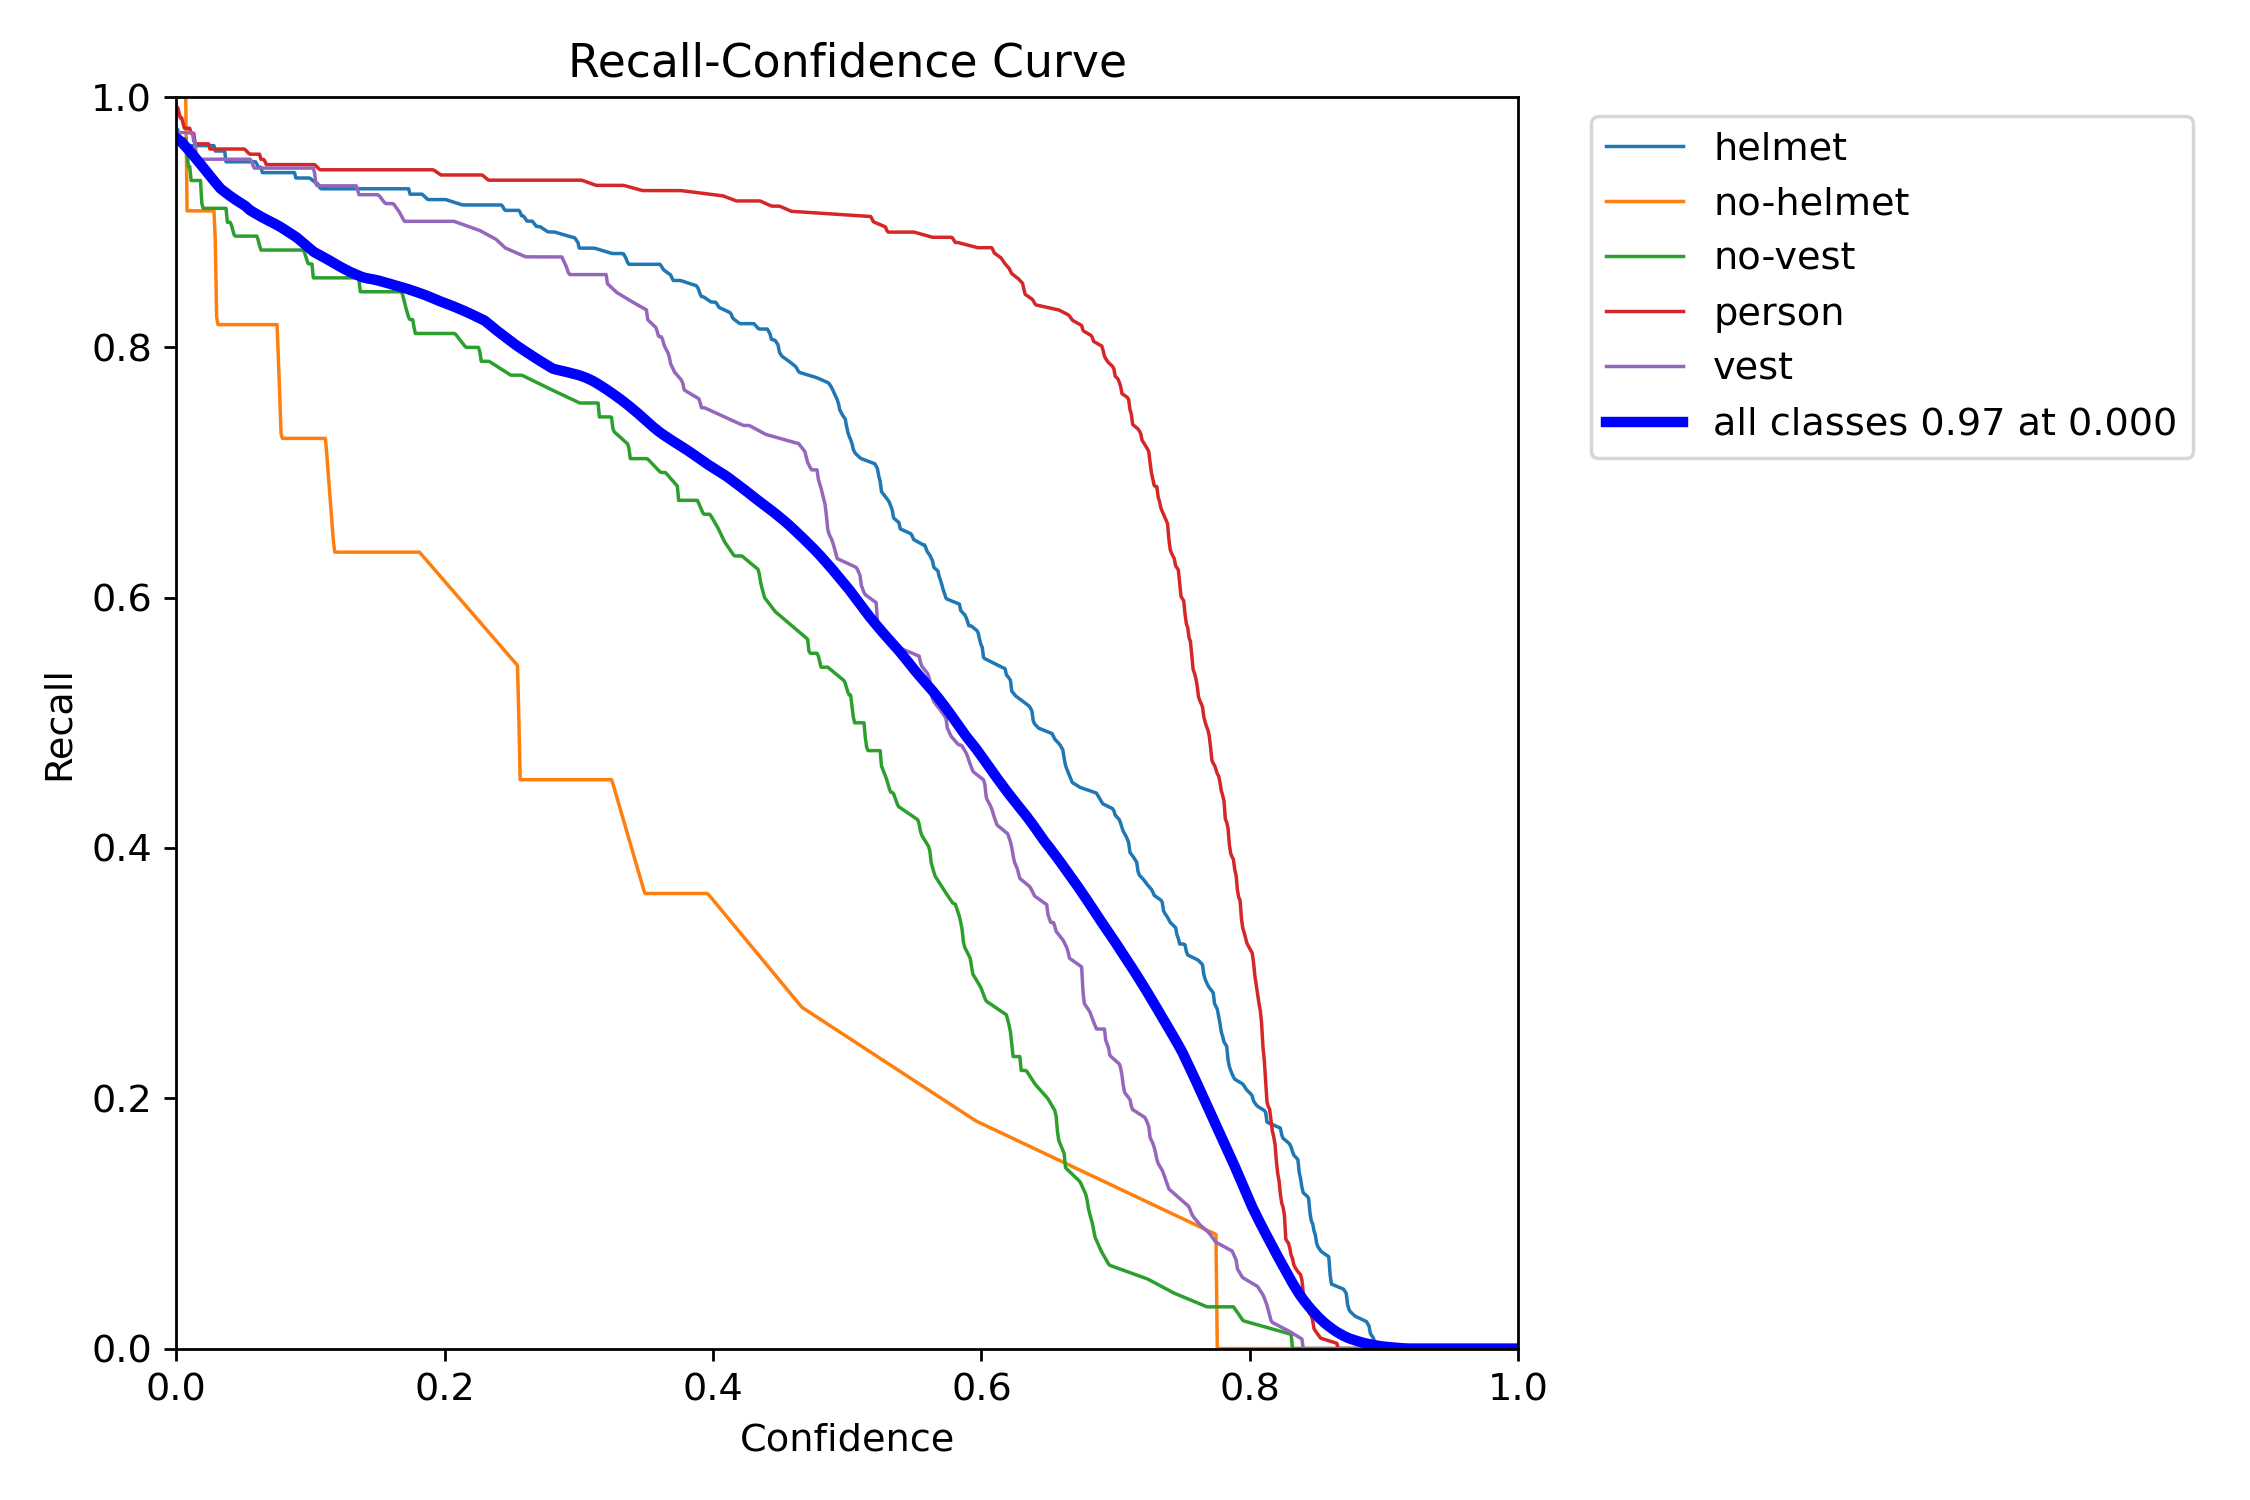 Recall-Confidence Curve
1.0
0.8
0.6
0.4
0.2
0.0
Recall
0.0 0.2 0.4 0.6 0.8 1.0
Confidence
helmet
no-helmet
no-vest
person
vest
all classes 0.97 at 0.000